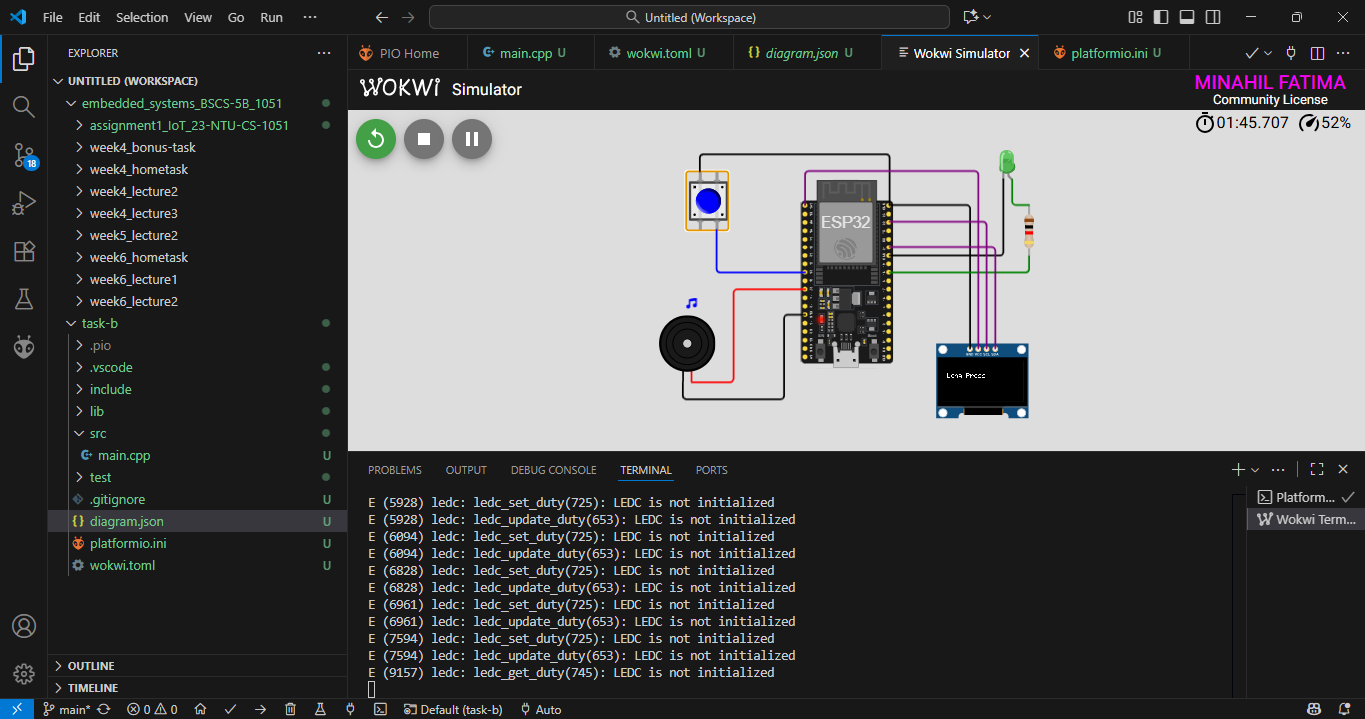 File Edit Selection View Go Run ··· Untitled (Workspace)
EXPLORER ···
UNTITLED (WORKSPACE)
embedded_systems_BSCS-5B_1051
assignment1_IoT_23-NTU-CS-1051
week4_bonus-task
week4_hometask
week4_lecture2
week4_lecture3
week5_lecture2
week6_hometask
week6_lecture1
week6_lecture2
task-b
.pio
.vscode
include
lib
src
main.cpp U
test
.gitignore U
diagram.json U
platformio.ini U
wokwi.toml U
OUTLINE
TIMELINE
18
PIO Home main.cpp U wokwi.toml U diagram.json U Wokwi Simulator platformio.ini U
WOKWI Simulator
MINAHIL FATIMA
Community License
01:45.707 52%
ESP32
GND VCC SCL SDA
Long Press
PROBLEMS OUTPUT DEBUG CONSOLE TERMINAL PORTS
E (5928) ledc: ledc_set_duty(725): LEDC is not initialized
E (5928) ledc: ledc_update_duty(653): LEDC is not initialized
E (6094) ledc: ledc_set_duty(725): LEDC is not initialized
E (6094) ledc: ledc_update_duty(653): LEDC is not initialized
E (6828) ledc: ledc_set_duty(725): LEDC is not initialized
E (6828) ledc: ledc_update_duty(653): LEDC is not initialized
E (6961) ledc: ledc_set_duty(725): LEDC is not initialized
E (6961) ledc: ledc_update_duty(653): LEDC is not initialized
E (7594) ledc: ledc_set_duty(725): LEDC is not initialized
E (7594) ledc: ledc_update_duty(653): LEDC is not initialized
E (9157) ledc: ledc_get_duty(745): LEDC is not initialized
Platform...
Wokwi Term...
main* 0 0 Default (task-b) Auto